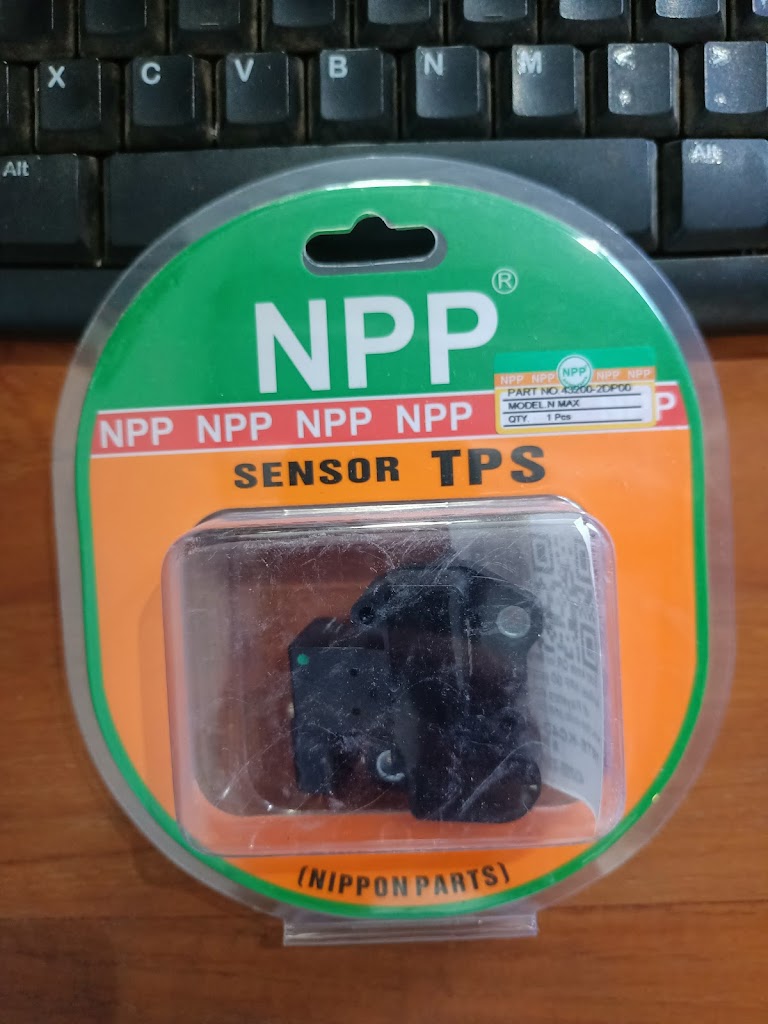 X C V B N M
Alt Alt
NPP®
NPP NPP NPP NPP NPP
PART NO.43200-2DP00
MODEL.N MAX
QTY. 1 Pcs
NPP NPP NPP NPP P
SENSOR TPS
(NIPPON PARTS)